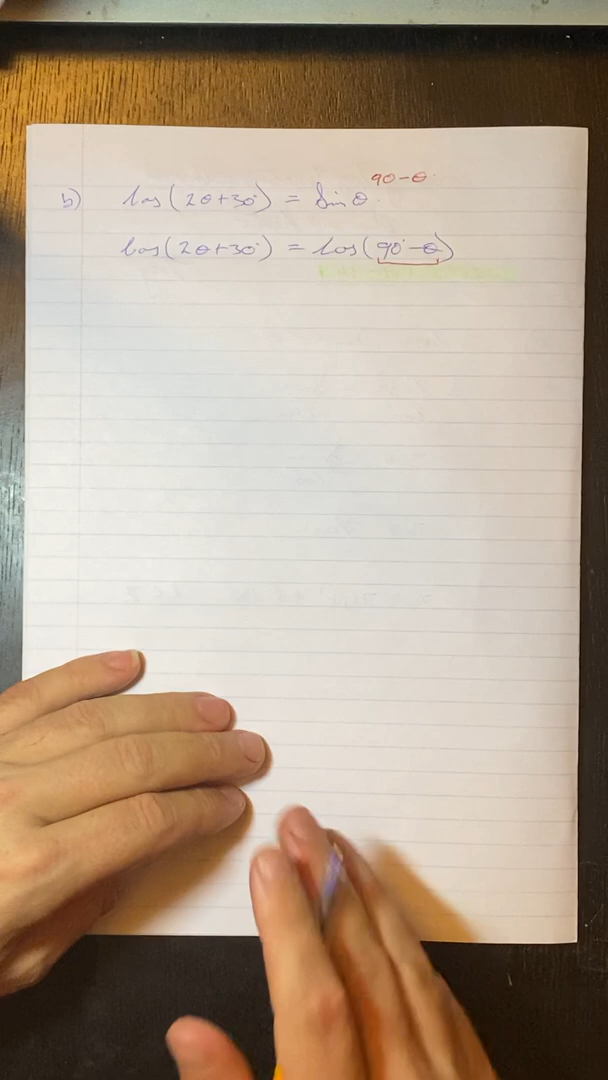 90-θ
b) Cos(2θ+30°) = Sin θ
Cos(2θ+30°) = Cos(90°-θ)